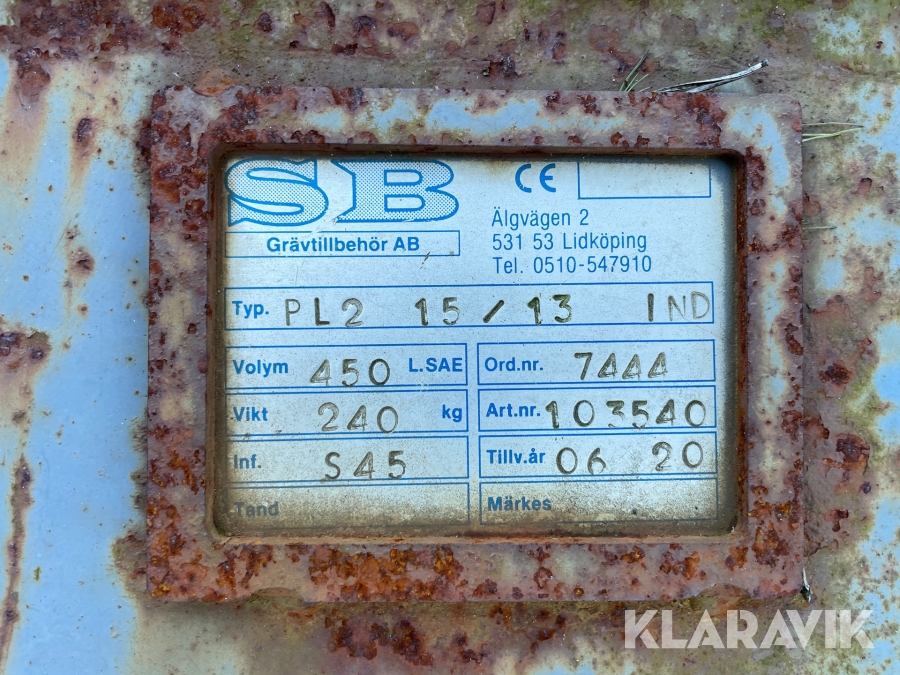 SB
Grävtillbehör AB
CE
Älgvägen 2
531 53 Lidköping
Tel. 0510-547910
Typ. PL2 15/13 IND
Volym 450 L.SAE
Ord.nr. 7444
Vikt 240 kg
Art.nr. 103540
Inf. S45
Tillv.år 06 20
Tand
Märkes
KLARAVIK